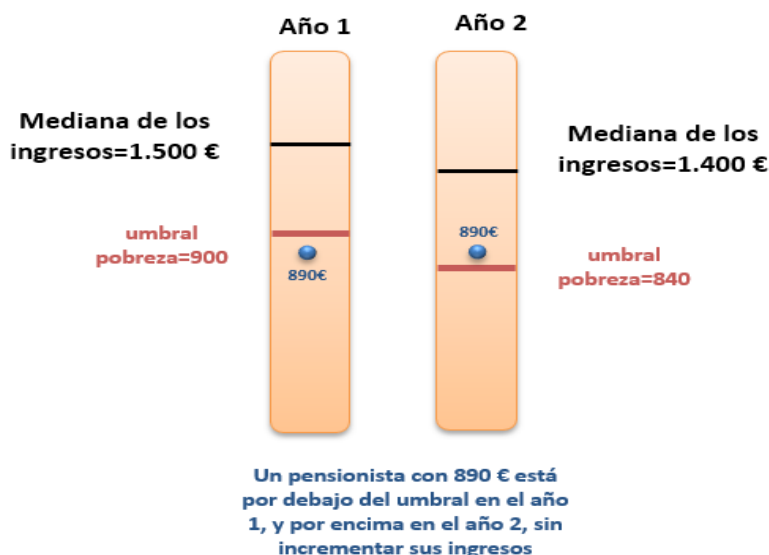 Año 1
Año 2
Mediana de los
ingresos=1.500 €
Mediana de los
ingresos=1.400 €
umbral
pobreza=900
890€
890€
umbral
pobreza=840
Un pensionista con 890 € está
por debajo del umbral en el año
1, y por encima en el año 2, sin
incrementar sus ingresos